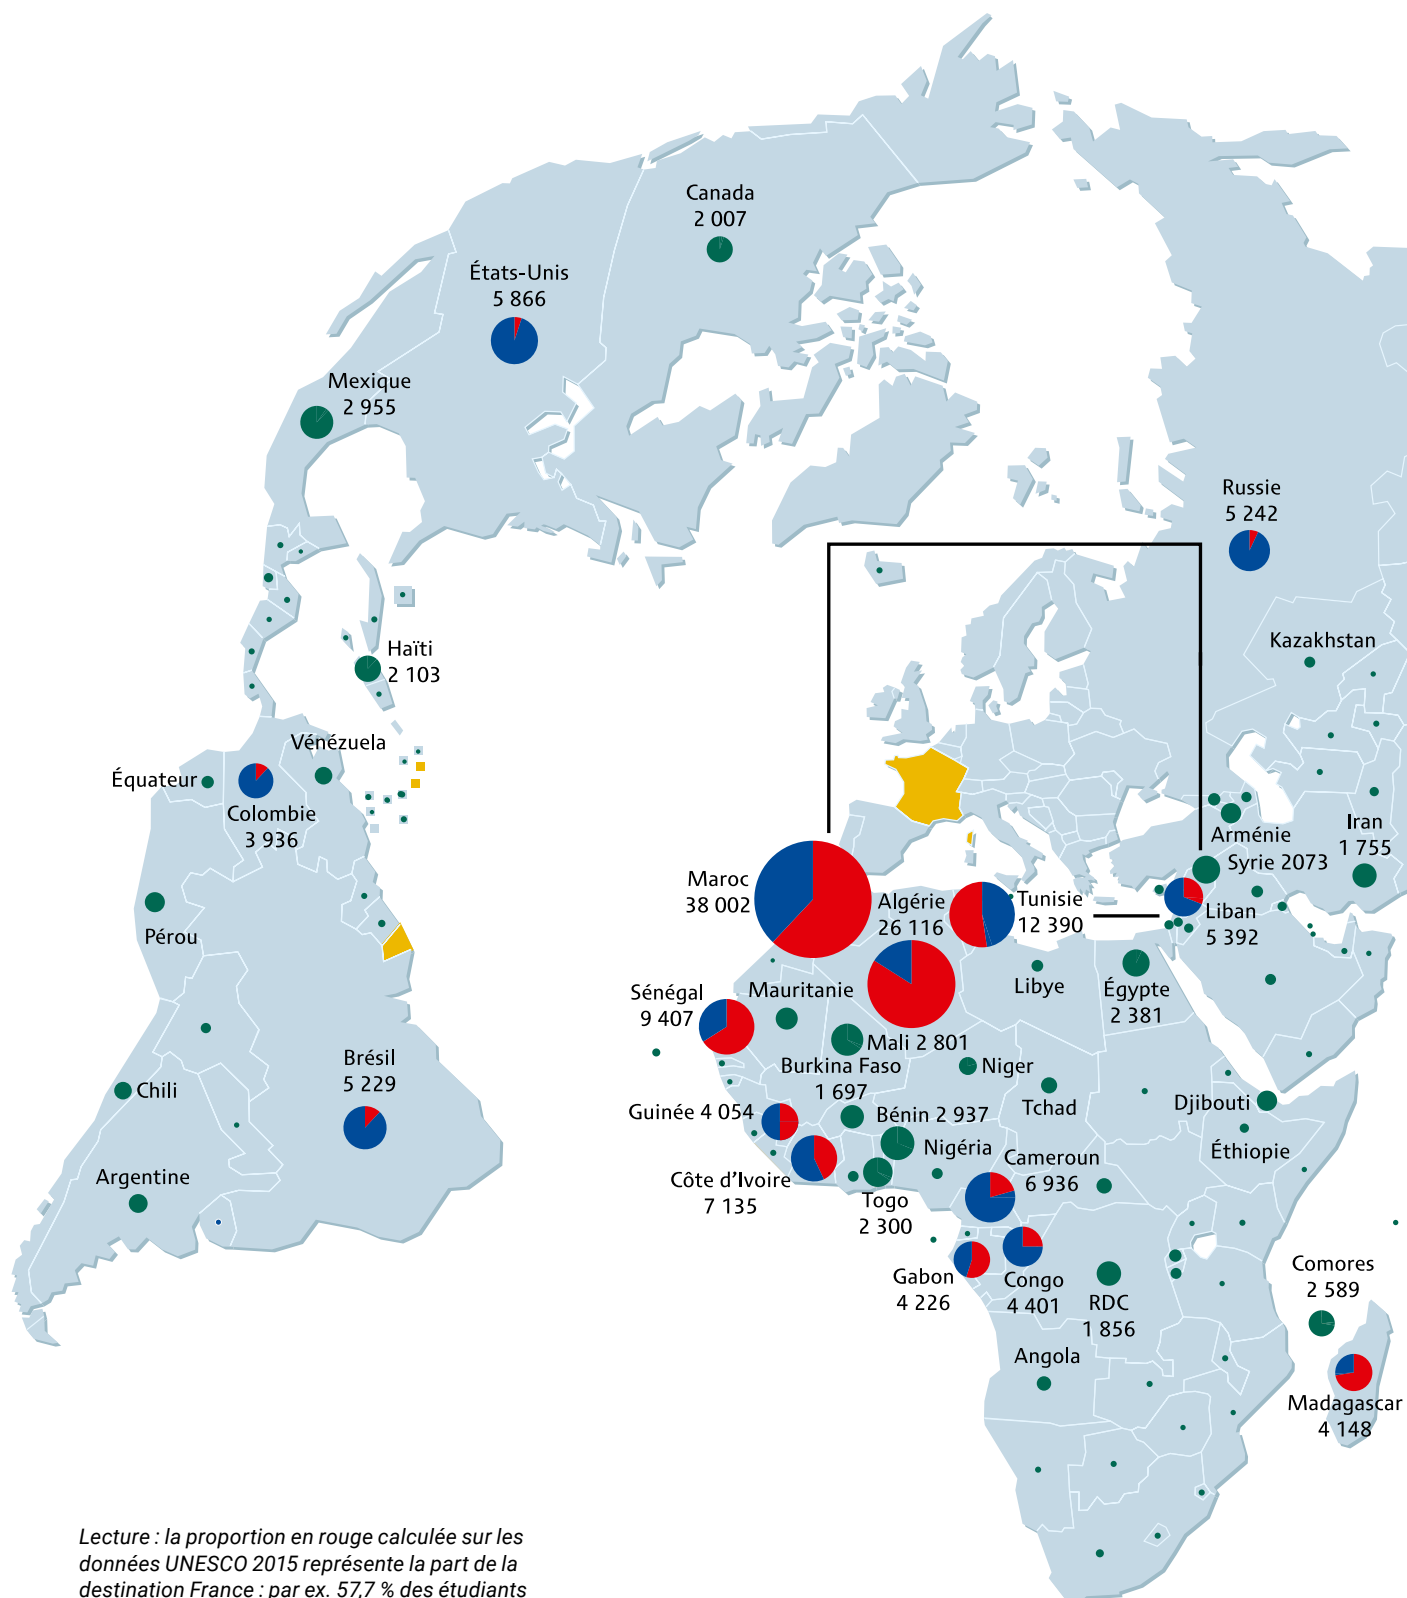 Canada
2 007
États-Unis
5 866
Mexique
2 955
Russie
5 242
Kazakhstan
Haïti
2 103
Vénézuela
Équateur
Colombie
3 936
Arménie
Iran
1 755
Syrie 2073
Maroc
38 002
Algérie
26 116
Tunisie
12 390
Liban
5 392
Pérou
Sénégal
9 407
Mauritanie
Libye
Égypte
2 381
Mali 2 801
Brésil
5 229
Burkina Faso
1 697
Niger
Chili
Guinée 4 054
Bénin 2 937
Tchad
Djibouti
Nigéria
Éthiopie
Argentine
Côte d'Ivoire
7 135
Togo
2 300
Cameroun
6 936
Gabon
4 226
Congo
4 401
RDC
1 856
Comores
2 589
Angola
Madagascar
4 148
Lecture : la proportion en rouge calculée sur les
données UNESCO 2015 représente la part de la
destination France : par ex. 57,7 % des étudiants